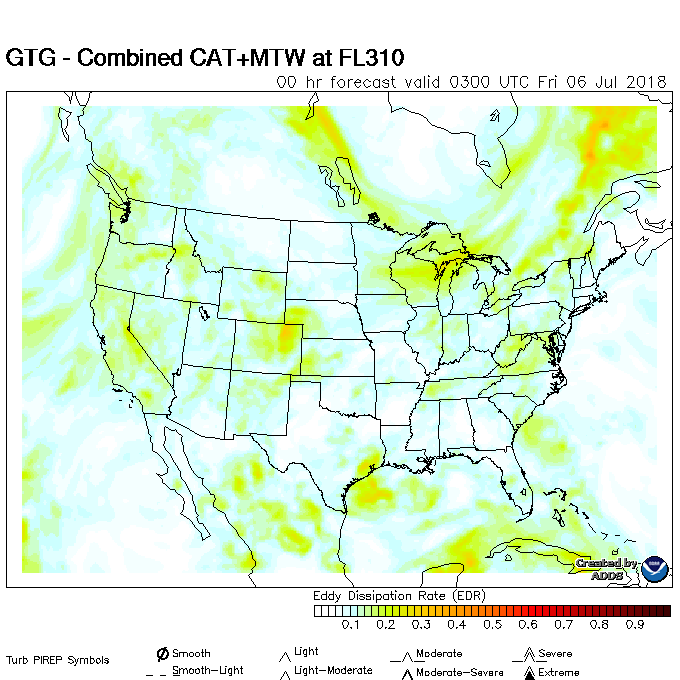 GTG - Combined CAT+MTW at FL310
00 hr forecast valid 0300 UTC Fri 06 Jul 2018
Created by
ADDS
Eddy Dissipation Rate (EDR)
0.1 0.2 0.3 0.4 0.5 0.6 0.7 0.8 0.9
Turb PIREP Symbols
Smooth Light Moderate Severe
Smooth-Light Light-Moderate Moderate-Severe Extreme